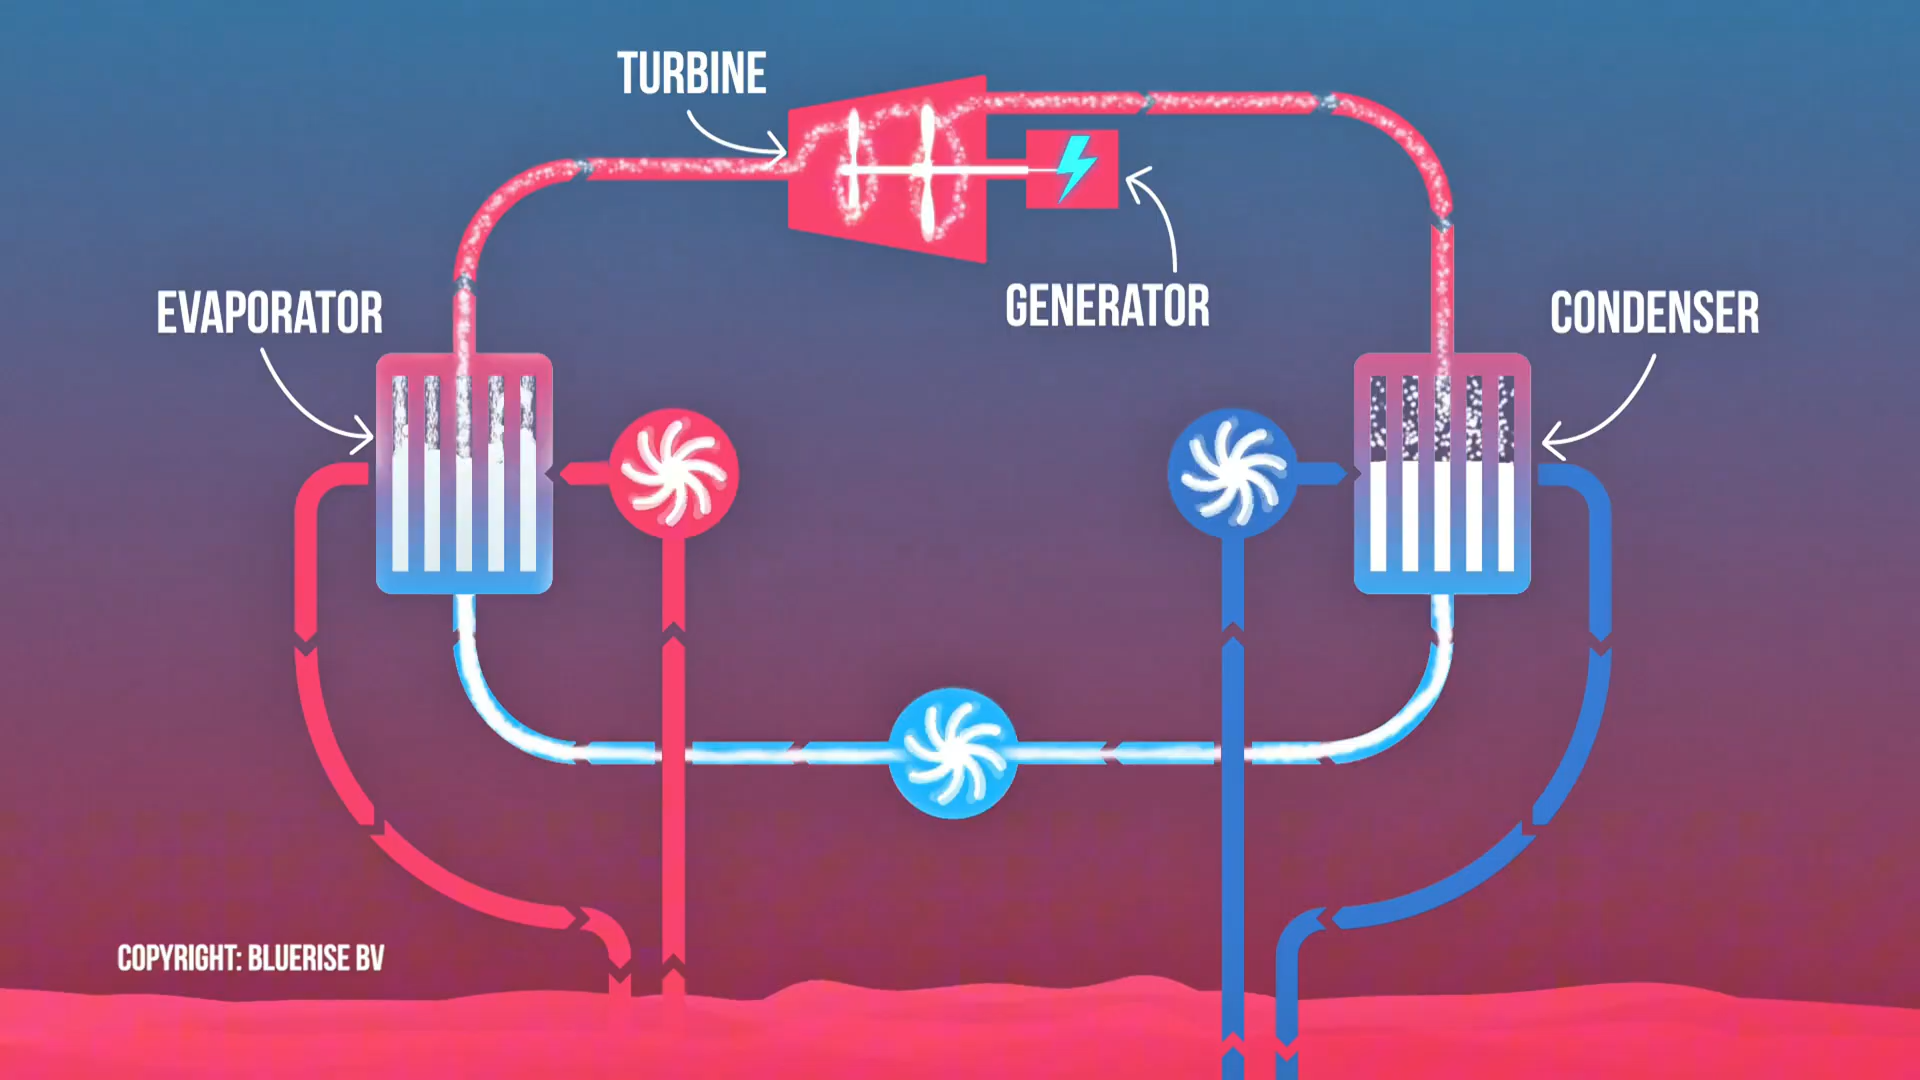 TURBINE
EVAPORATOR
GENERATOR
CONDENSER
COPYRIGHT: BLUERISE BV